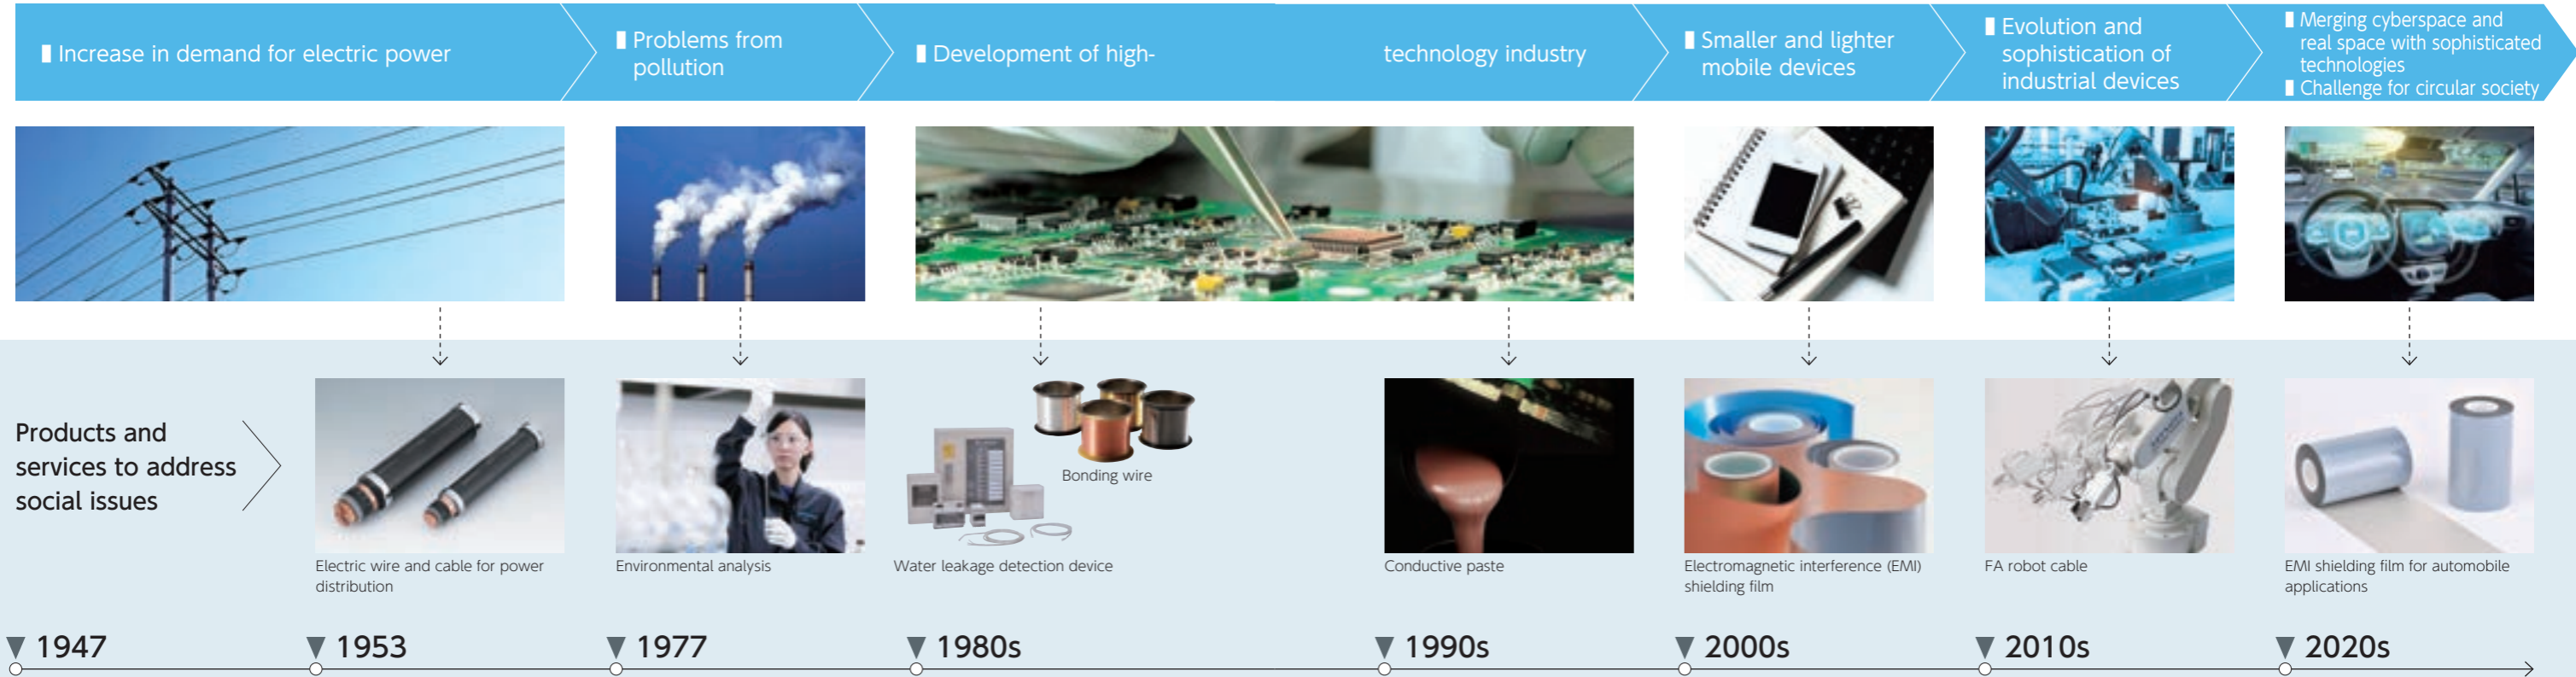 Increase in demand for electric power
Problems from
pollution
Development of high-
technology industry
Smaller and lighter
mobile devices
Evolution and
sophistication of
industrial devices
Merging cyberspace and
real space with sophisticated
technologies
Challenge for circular society
Products and
services to address
social issues
Electric wire and cable for power
distribution
Environmental analysis
Bonding wire
Water leakage detection device
Conductive paste
Electromagnetic interference (EMI)
shielding film
FA robot cable
EMI shielding film for automobile
applications
1947
1953
1977
1980s
1990s
2000s
2010s
2020s